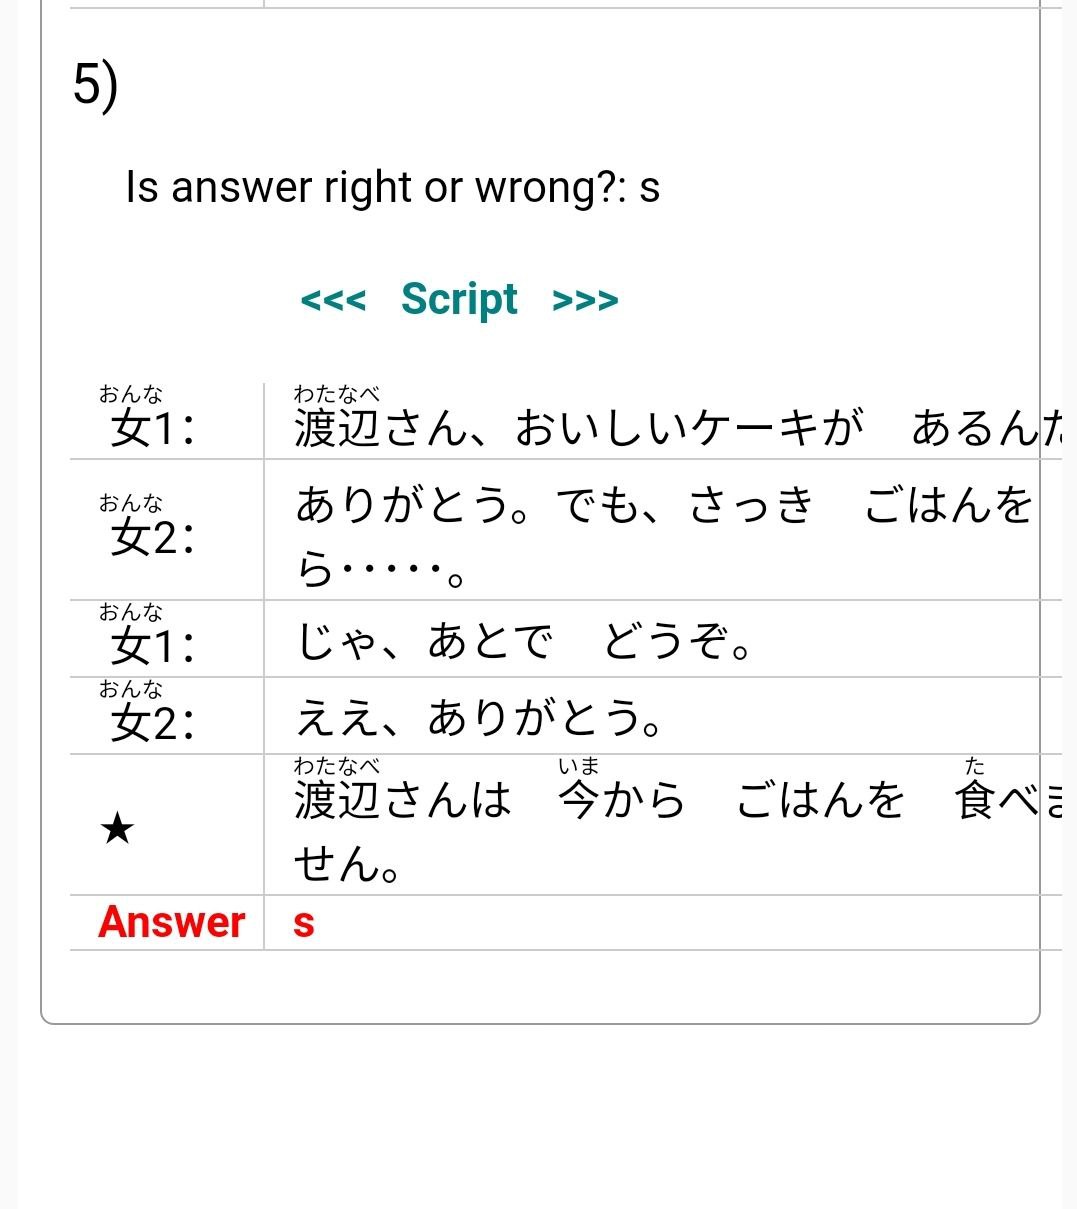 5)
Is answer right or wrong?: s
<<< Script >>>
おんな
女1：
わたなべ
渡辺さん、おいしいケーキが　あるん
おんな
女2：
ありがとう。でも、さっき　ごはんを
ら‥‥・。
おんな
女1：
じゃ、あとで　どうぞ。
おんな
女2：
ええ、ありがとう。
★
わたなべ　いま　た
渡辺さんは　今から　ごはんを　食べま
せん。
Answer s